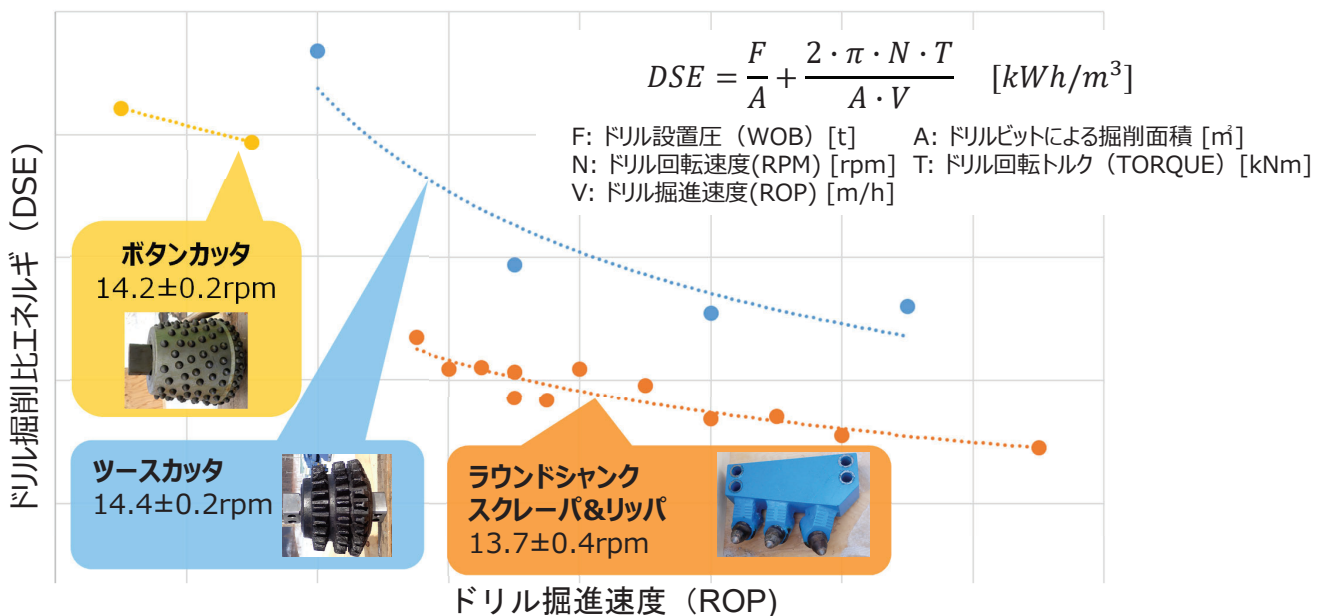 DSE = F/A + 2・π・N・T/A・V [kWh/m³]
F: ドリル設置圧（WOB）[t] A: ドリルビットによる掘削面積 [㎡]
N: ドリル回転速度(RPM) [rpm] T: ドリル回転トルク（TORQUE）[kNm]
V: ドリル掘進速度(ROP) [m/h]
ドリル掘削比エネルギ（DSE）
ボタンカッタ
14.2±0.2rpm
ツースカッタ
14.4±0.2rpm
ラウンドシャンク
スクレーパ&リッパ
13.7±0.4rpm
ドリル掘進速度（ROP）